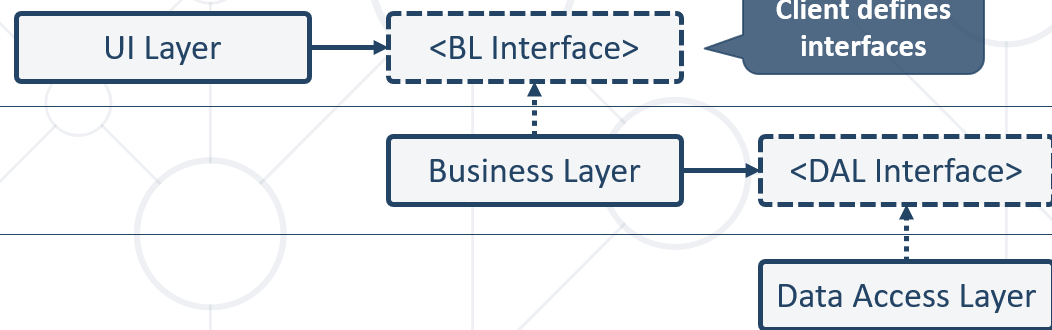 UI Layer
<BL Interface>
Client defines
interfaces
Business Layer
<DAL Interface>
Data Access Layer